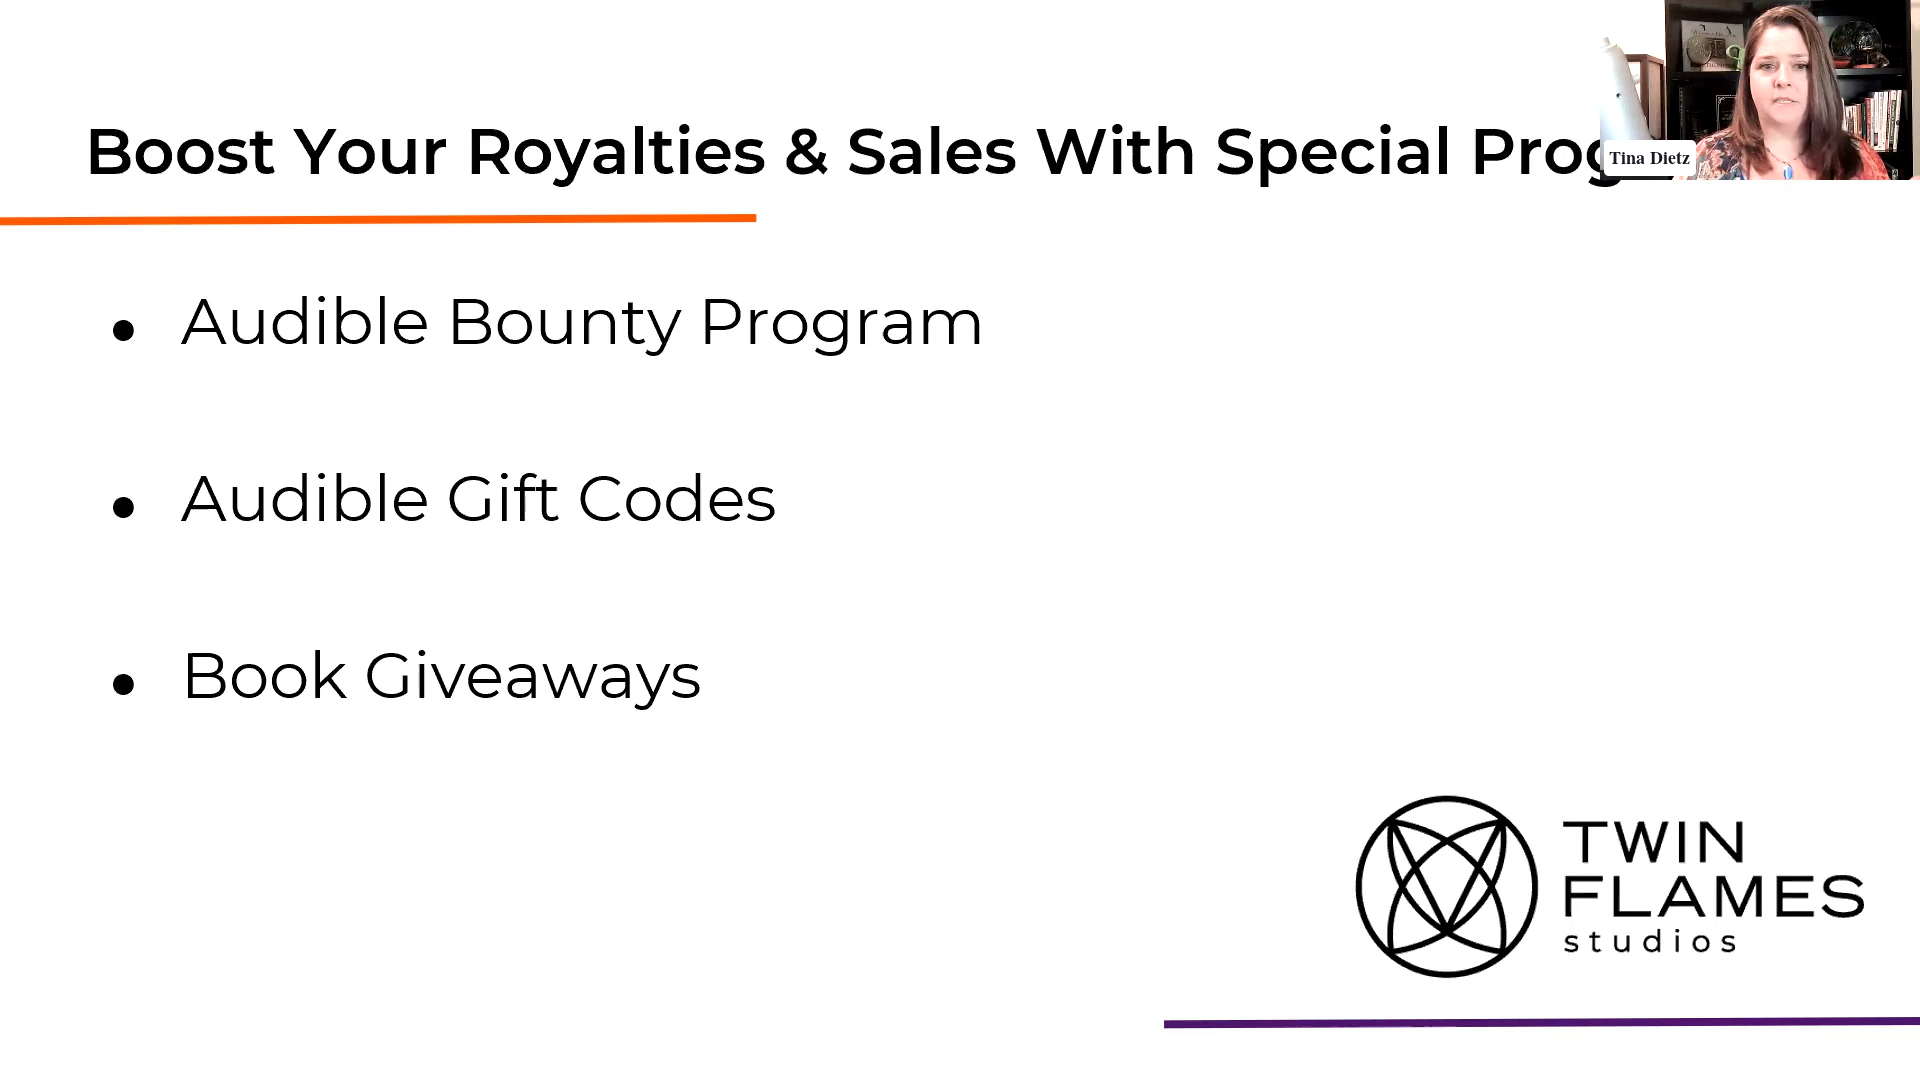 Boost Your Royalties & Sales With Special Prog
Tina Dietz
• Audible Bounty Program
• Audible Gift Codes
• Book Giveaways
TWIN
FLAMES
studios